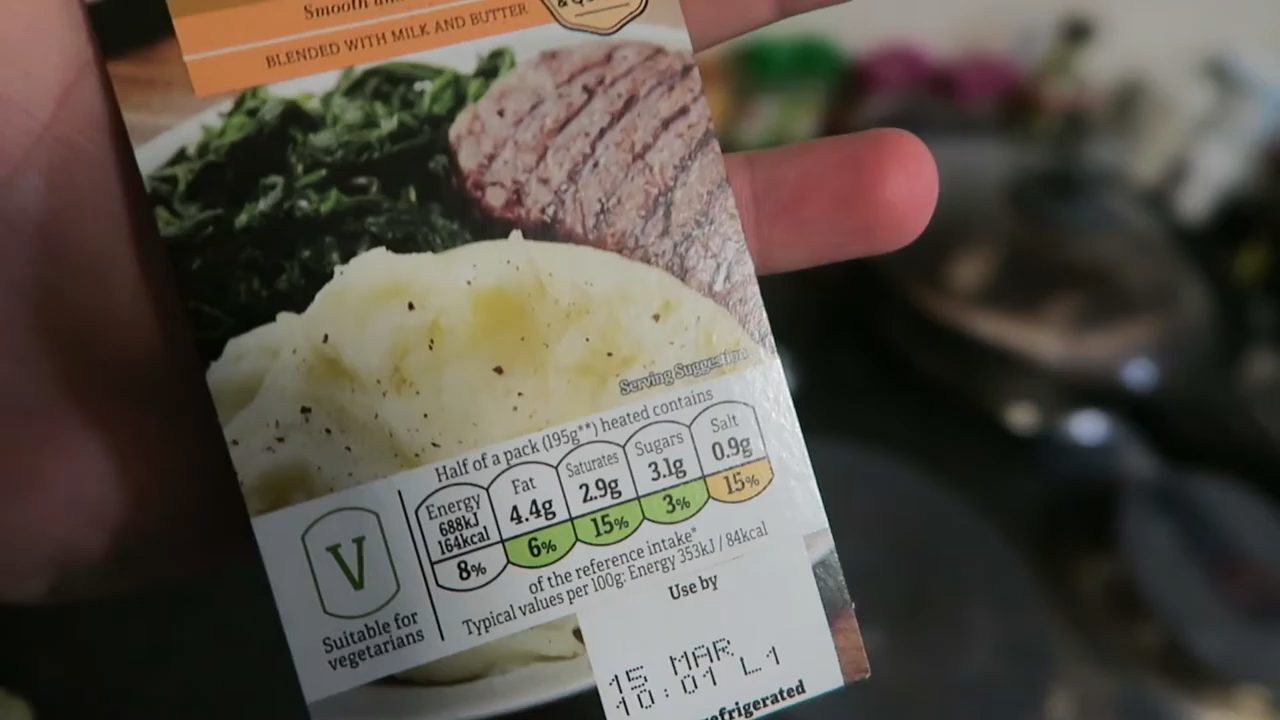 Smooth
BLENDED WITH MILK AND BUTTER
Serving Suggestion
Half of a pack (195g**) heated contains
Energy
688kJ
164kcal
8%
Fat
4.4g
6%
Saturates
2.9g
15%
Sugars
3.1g
3%
Salt
0.9g
15%
of the reference intake*
Typical values per 100g: Energy 353kJ / 84kcal
V
Suitable for
vegetarians
Use by
15 MAR
10:01 L1